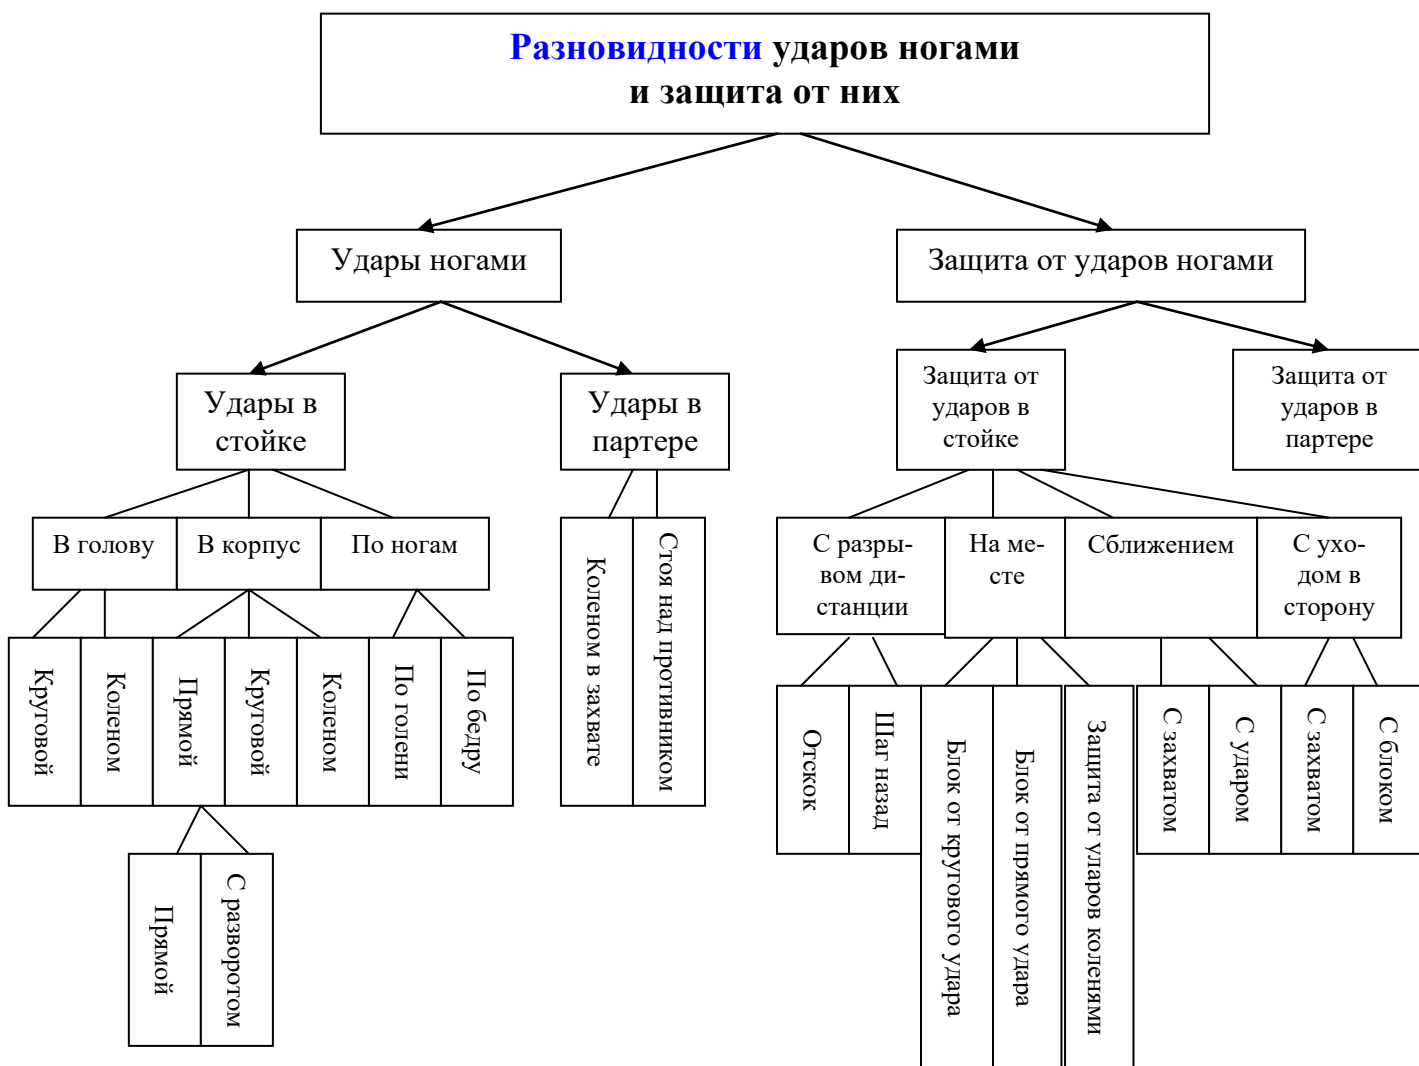 Разновидности ударов ногами
и защита от них
Удары ногами
Защита от ударов ногами
Удары в
стойке
Удары в
партере
Защита от
ударов в
стойке
Защита от
ударов в
партере
В голову
В корпус
По ногам
С разры-
вом ди-
станции
На ме-
сте
Сближением
С ухо-
дом в
сторону
Круговой
Коленом
Прямой
Круговой
Коленом
По голени
По бедру
Коленом в захвате
Стоя над противником
Отскок
Шаг назад
Блок от кругового удара
Блок от прямого удара
Защита от уларов коленями
С захватом
С ударом
С захватом
С блоком
Прямой
С разворотом